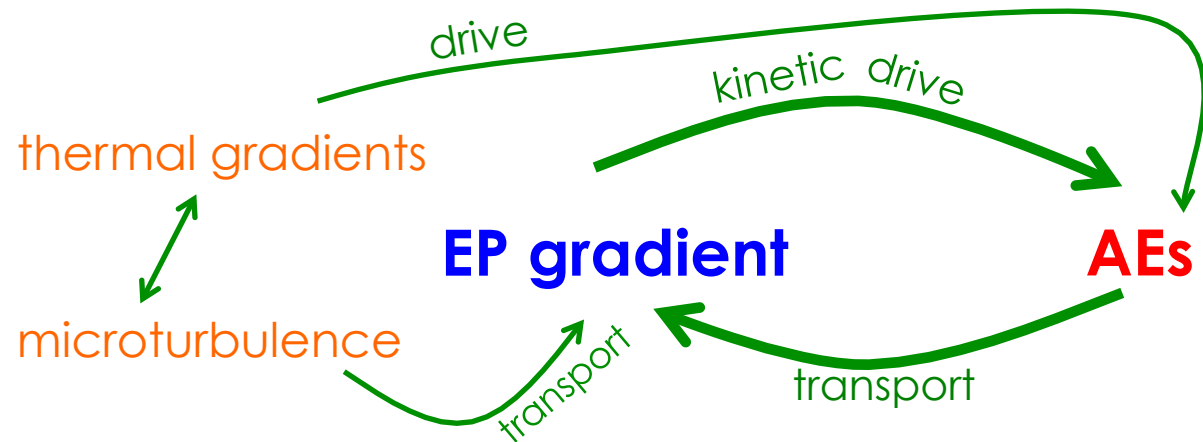 drive
kinetic drive
thermal gradients
EP gradient
AEs
microturbulence
transport
transport